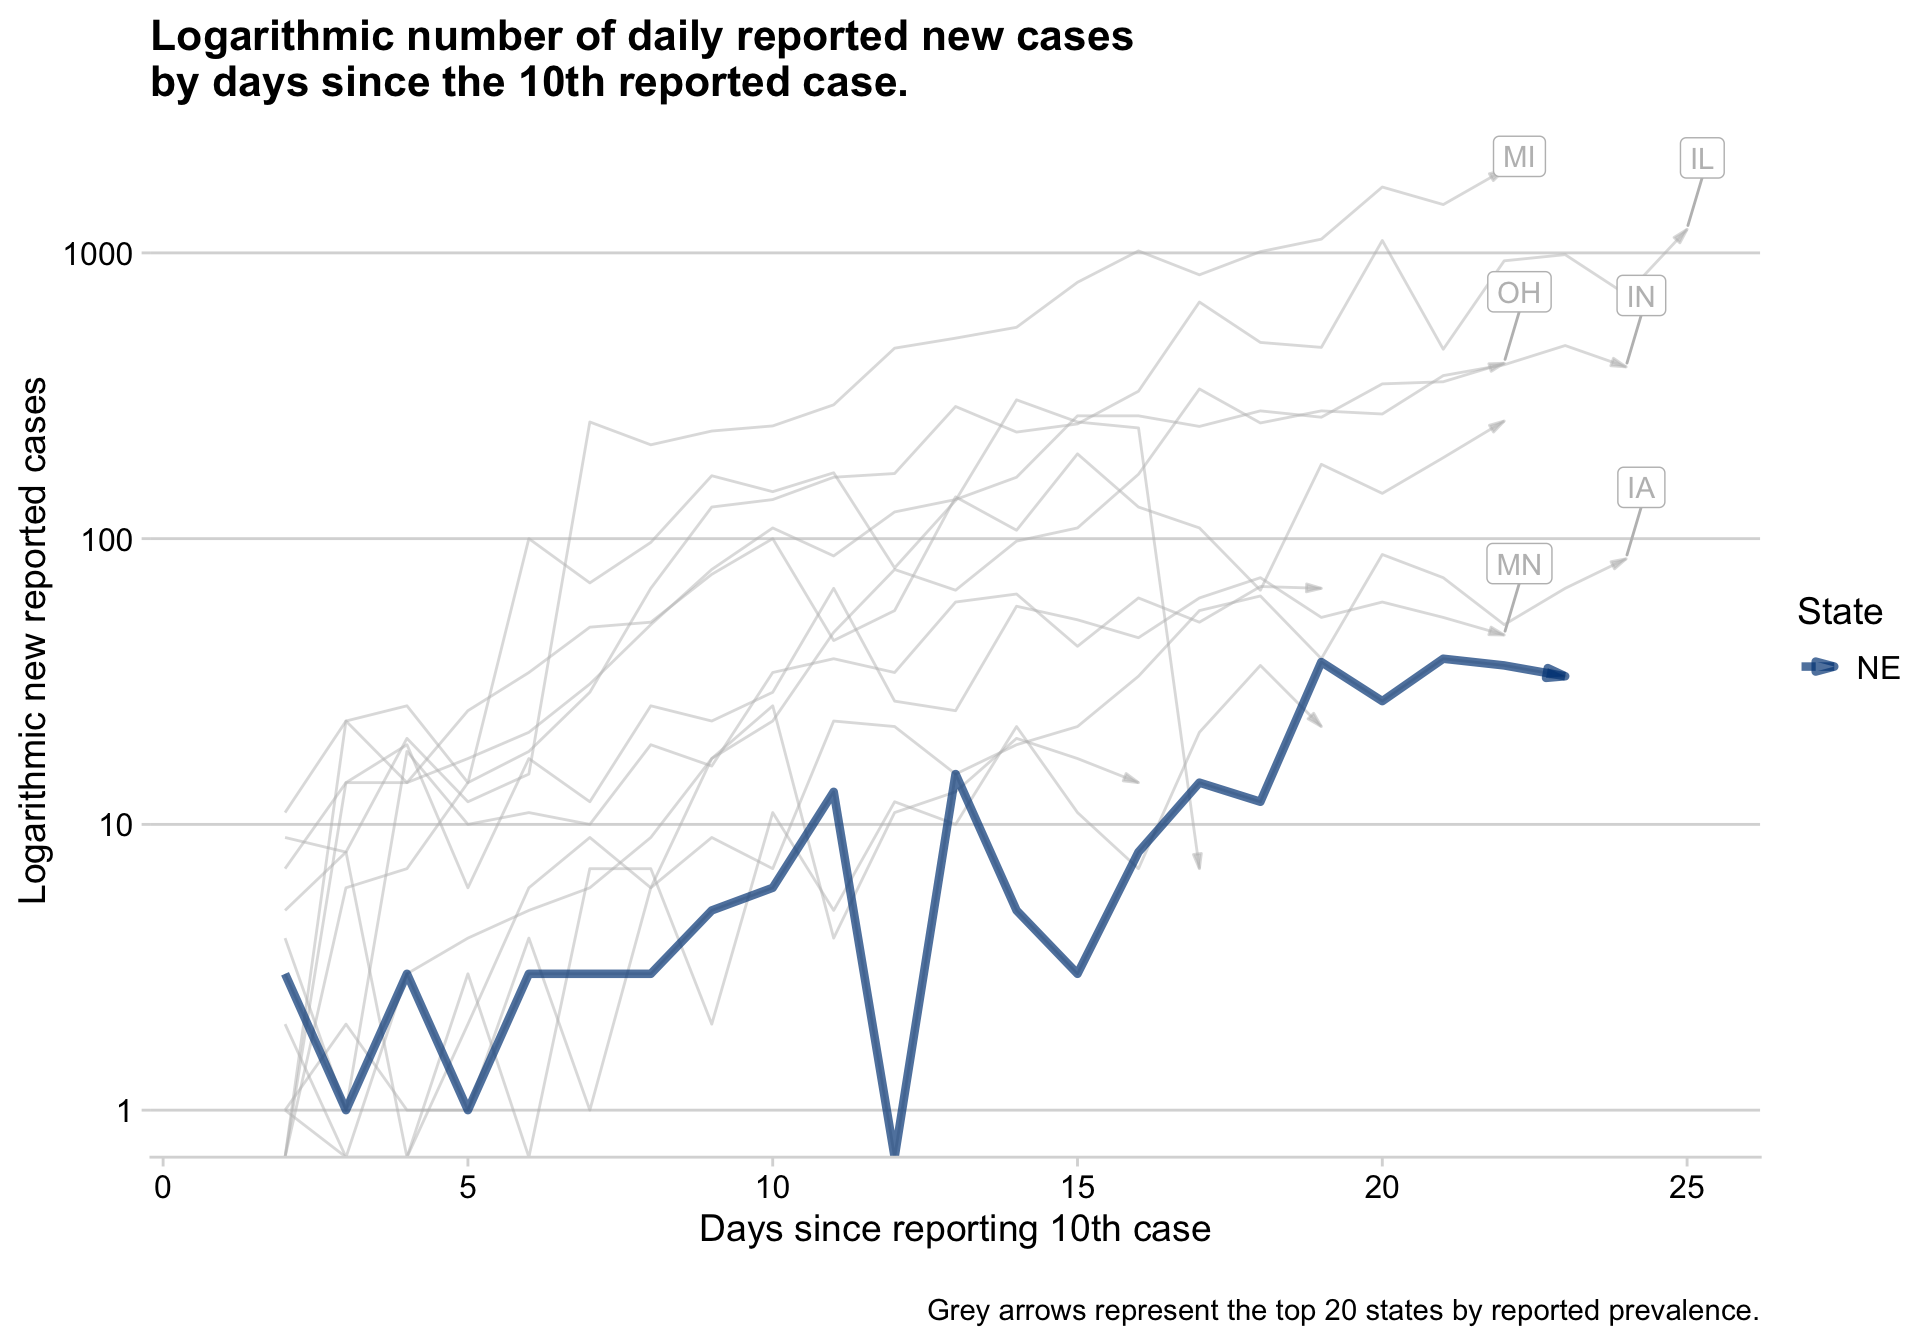 Logarithmic number of daily reported new cases
by days since the 10th reported case.
MI
IL
1000
OH
IN
IA
100
MN
State
NE
10
1
Logarithmic new reported cases
0 5 10 15 20 25
Days since reporting 10th case
Grey arrows represent the top 20 states by reported prevalence.